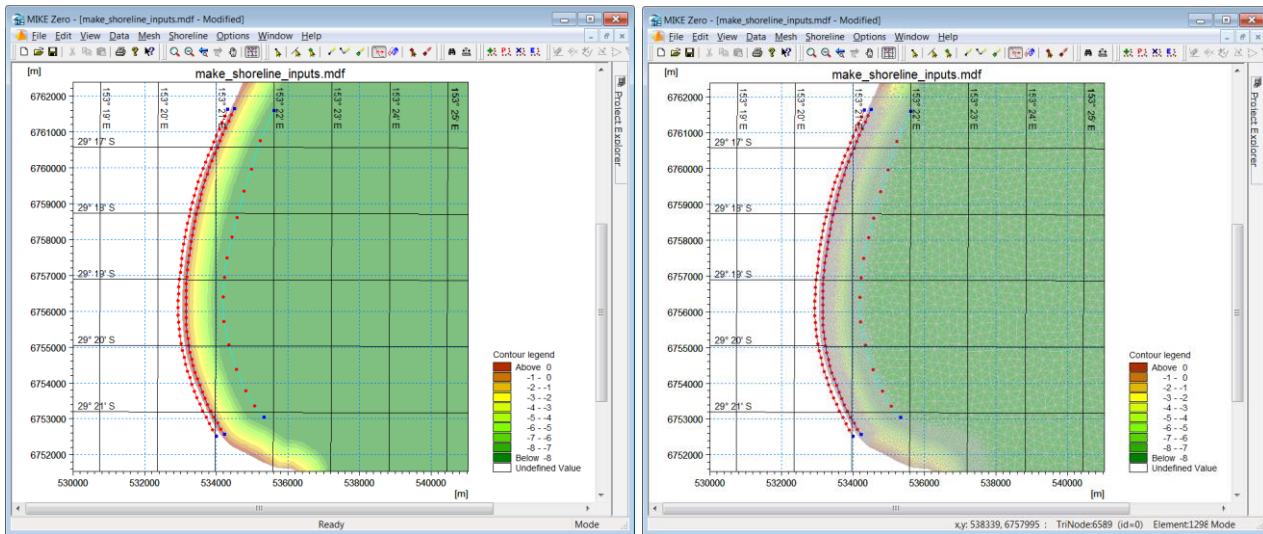 MIKE Zero - [make_shoreline_inputs.mdf - Modified]
File Edit View Data Mesh Shoreline Options Window Help
[m]
make_shoreline_inputs.mdf
6762000
6761000
6760000
6759000
6758000
6757000
6756000
6755000
6754000
6753000
6752000
153° 19' E
153° 20' E
153° 21' E
153° 22' E
153° 23' E
153° 24' E
153° 25' E
29° 17' S
29° 18' S
29° 19' S
29° 20' S
29° 21' S
Contour legend
Above 0
-1 - 0
-2 - -1
-3 - -2
-4 - -3
-5 - -4
-6 - -5
-7 - -6
-8 - -7
Below -8
Undefined Value
530000 532000 534000 536000 538000 540000
[m]
Project Explorer
Ready Mode
MIKE Zero - [make_shoreline_inputs.mdf - Modified]
File Edit View Data Mesh Shoreline Options Window Help
[m]
make_shoreline_inputs.mdf
6762000
6761000
6760000
6759000
6758000
6757000
6756000
6755000
6754000
6753000
6752000
153° 19' E
153° 20' E
153° 21' E
153° 22' E
153° 23' E
153° 24' E
153° 25' E
29° 17' S
29° 18' S
29° 19' S
29° 20' S
29° 21' S
Contour legend
Above 0
-1 - 0
-2 - -1
-3 - -2
-4 - -3
-5 - -4
-6 - -5
-7 - -6
-8 - -7
Below -8
Undefined Value
530000 532000 534000 536000 538000 540000
[m]
Project Explorer
x,y: 538339, 6757995 : TriNode:6589 (id=0) Element:1298 Mode